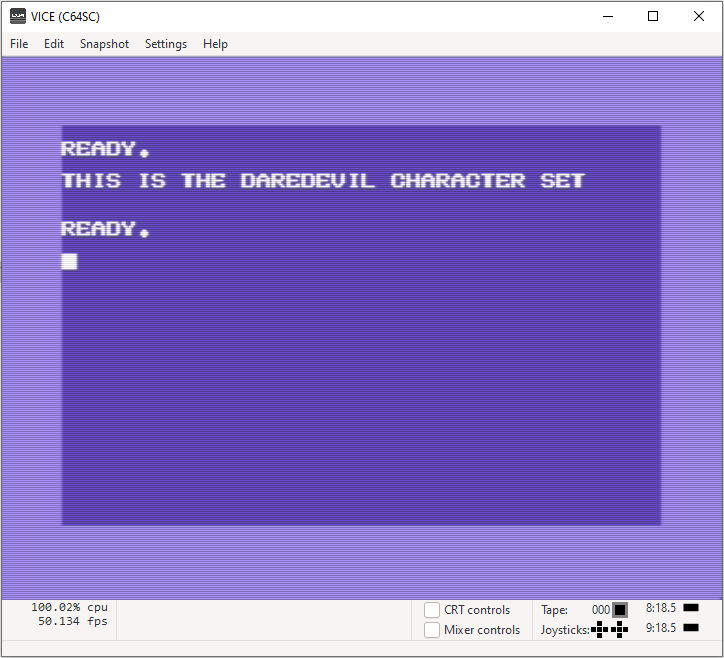 VICE (C64SC)
File Edit Snapshot Settings Help
READY.
THIS IS THE DAREDEVIL CHARACTER SET
READY.
100.02% cpu
50.134 fps
CRT controls
Mixer controls
Tape: 000
Joysticks:
8:18.5
9:18.5